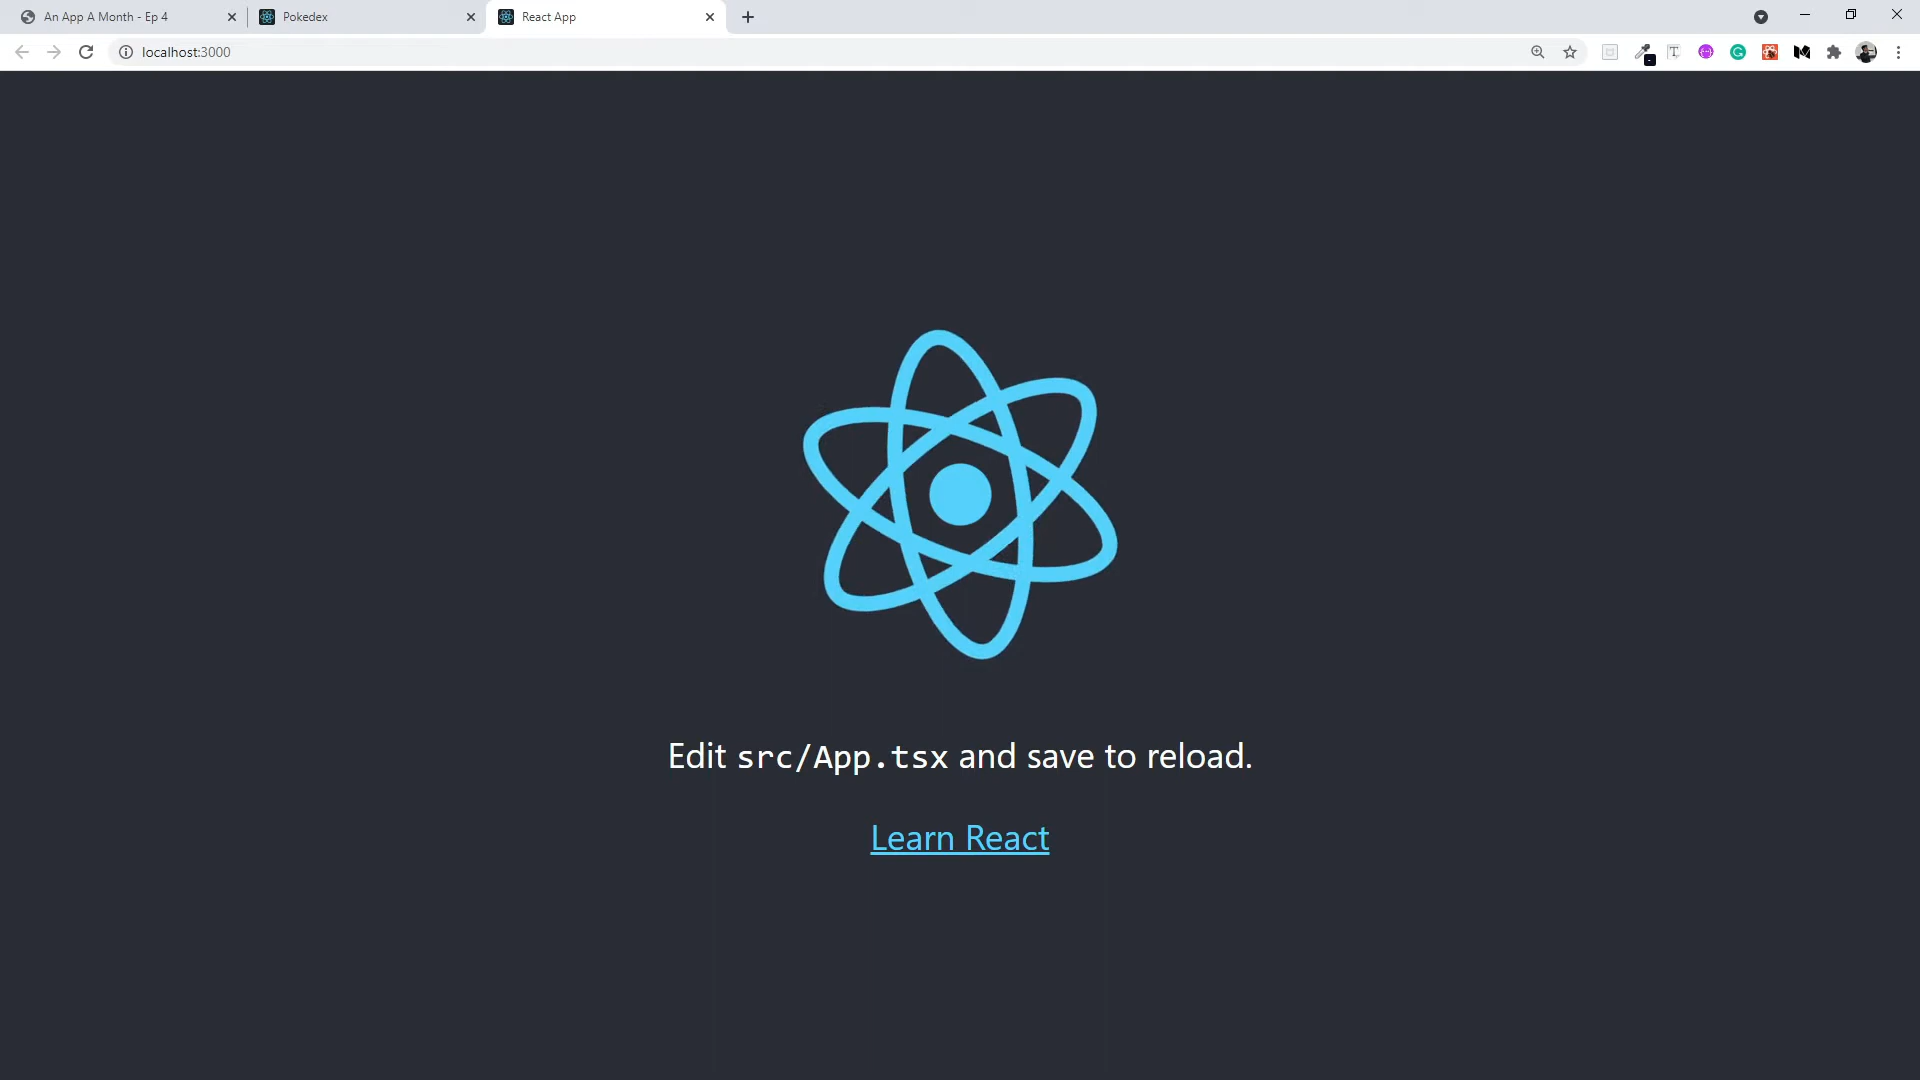 An App A Month - Ep 4
Pokedex
React App
localhost:3000
Edit src/App.tsx and save to reload.
Learn React